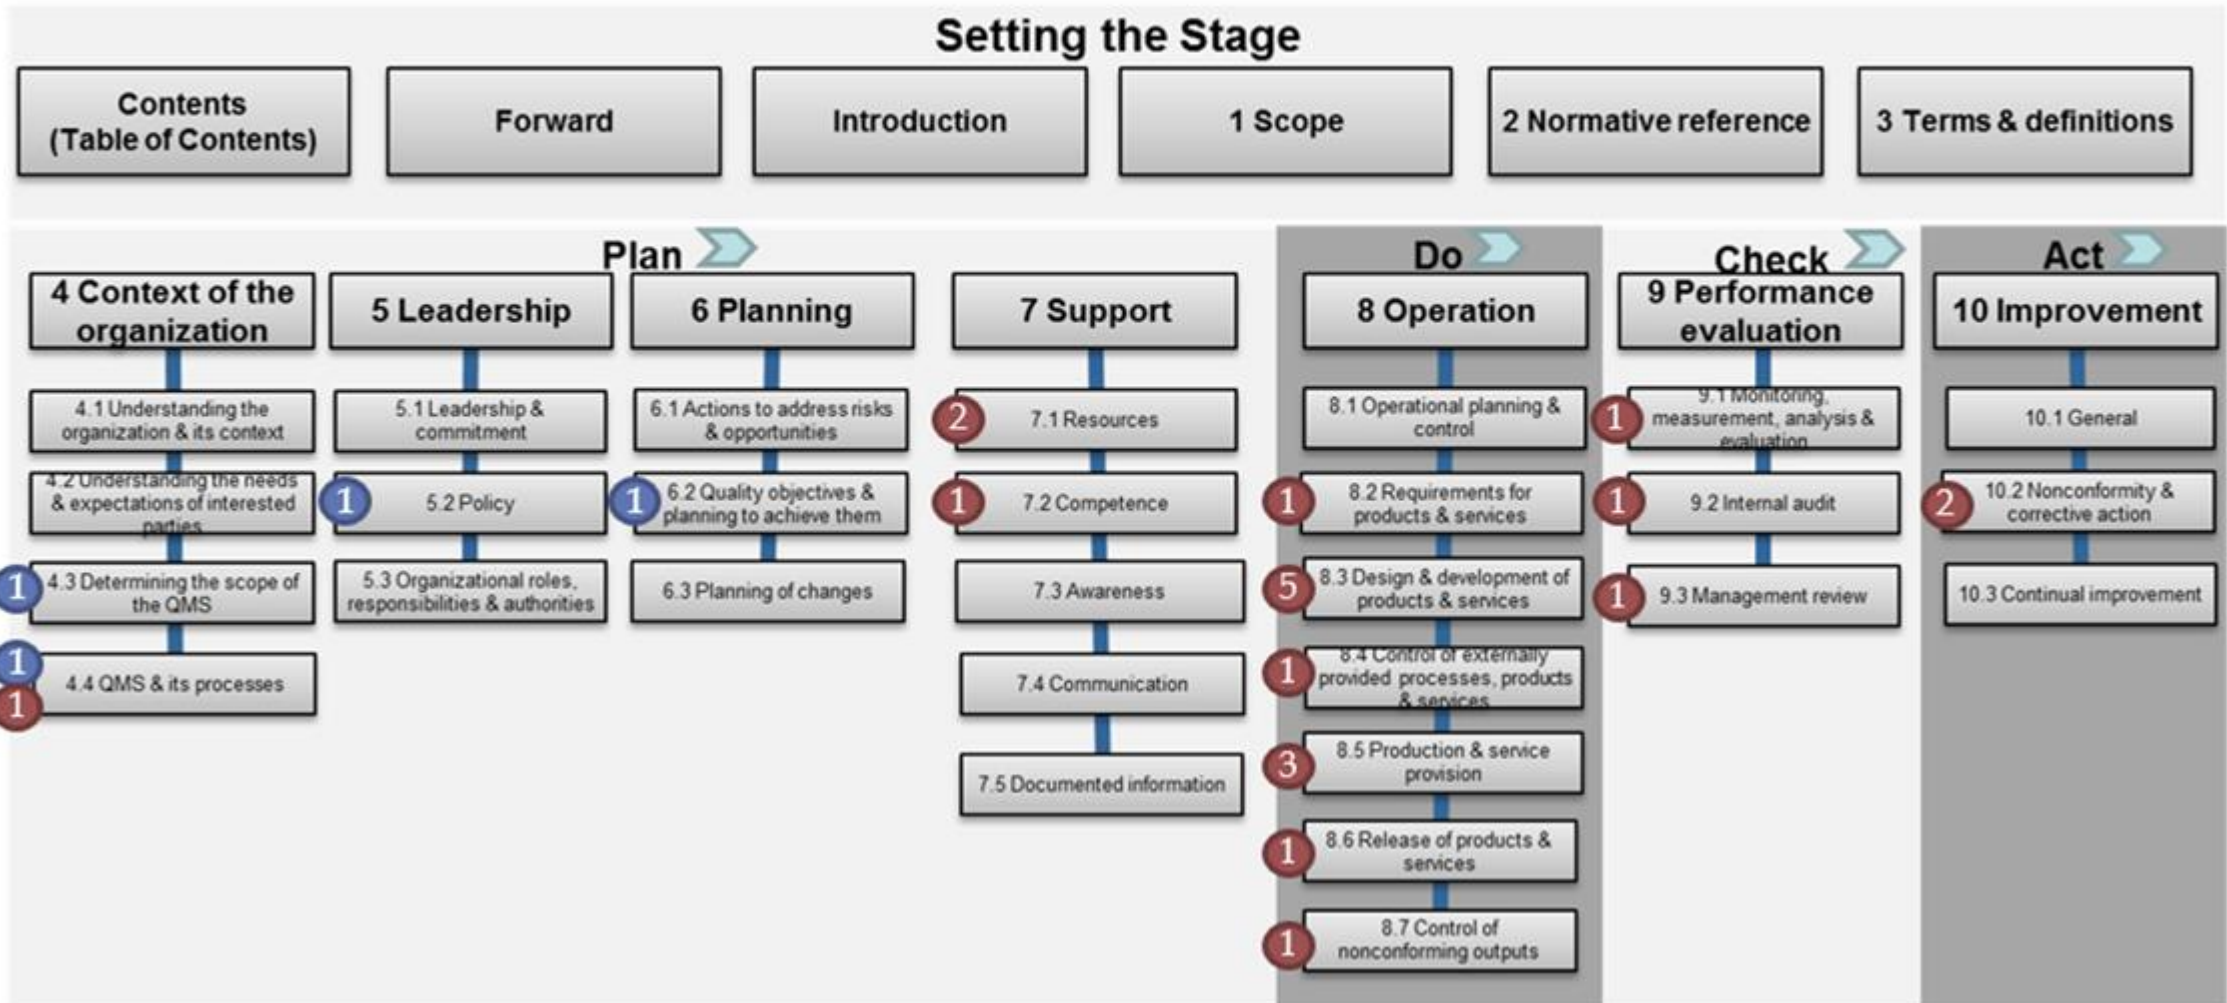 Setting the Stage
Contents
(Table of Contents)
Forward
Introduction
1 Scope
2 Normative reference
3 Terms & definitions
Plan
4 Context of the
organization
4.1 Understanding the
organization & its context
4.2 Understanding the needs
& expectations of interested
parties
1
4.3 Determining the scope of
the QMS
1
1
4.4 QMS & its processes
5 Leadership
5.1 Leadership &
commitment
1
5.2 Policy
5.3 Organizational roles,
responsibilities & authorities
6 Planning
6.1 Actions to address risks
& opportunities
1
6.2 Quality objectives &
planning to achieve them
6.3 Planning of changes
7 Support
2
7.1 Resources
1
7.2 Competence
7.3 Awareness
7.4 Communication
7.5 Documented information
Do
8 Operation
8.1 Operational planning &
control
1
8.2 Requirements for
products & services
5
8.3 Design & development of
products & services
1
8.4 Control of externally
provided processes, products
& services
3
8.5 Production & service
provision
1
8.6 Release of products &
services
1
8.7 Control of
nonconforming outputs
Check
9 Performance
evaluation
1
9.1 Monitoring,
measurement, analysis &
evaluation
1
9.2 Internal audit
1
9.3 Management review
Act
10 Improvement
10.1 General
2
10.2 Nonconformity &
corrective action
10.3 Continual improvement